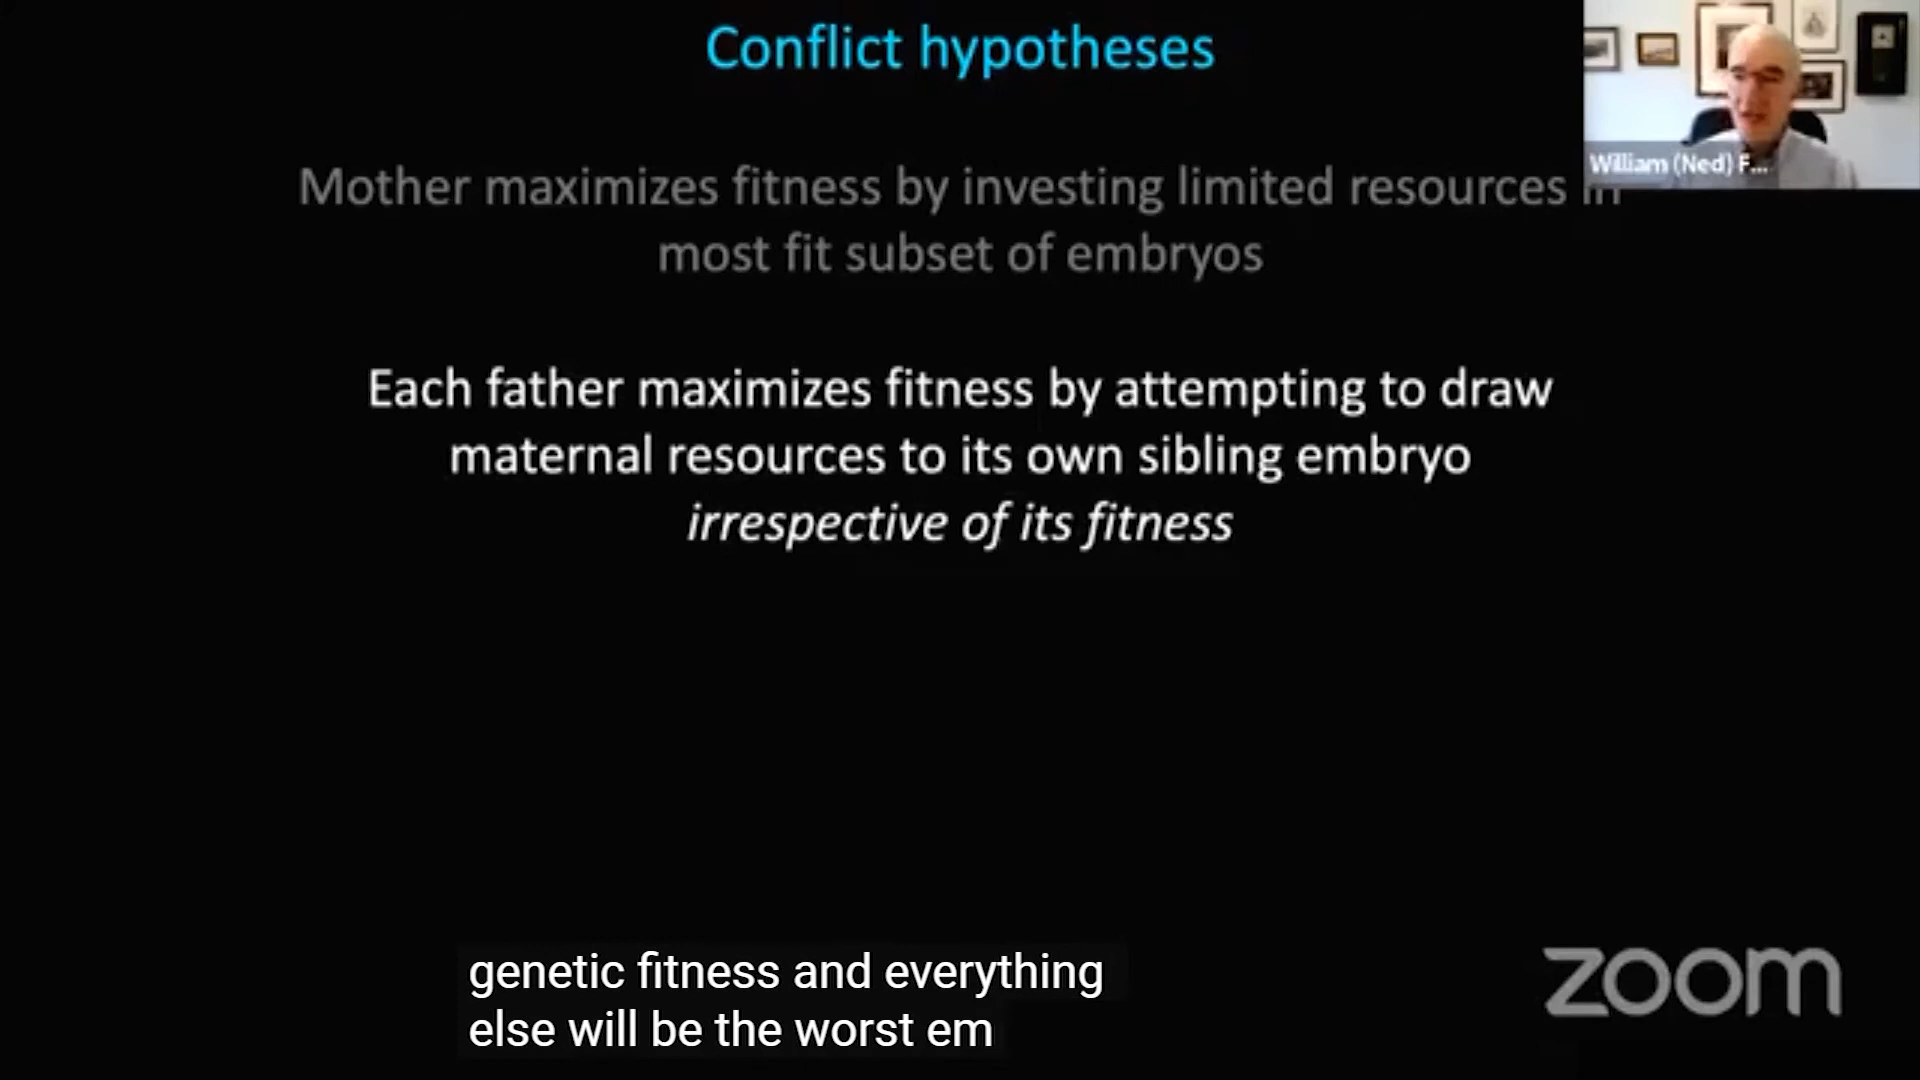 Conflict hypotheses
Mother maximizes fitness by investing limited resources in
most fit subset of embryos
Each father maximizes fitness by attempting to draw
maternal resources to its own sibling embryo
irrespective of its fitness
William (Ned) F...
genetic fitness and everything
else will be the worst em
zoom